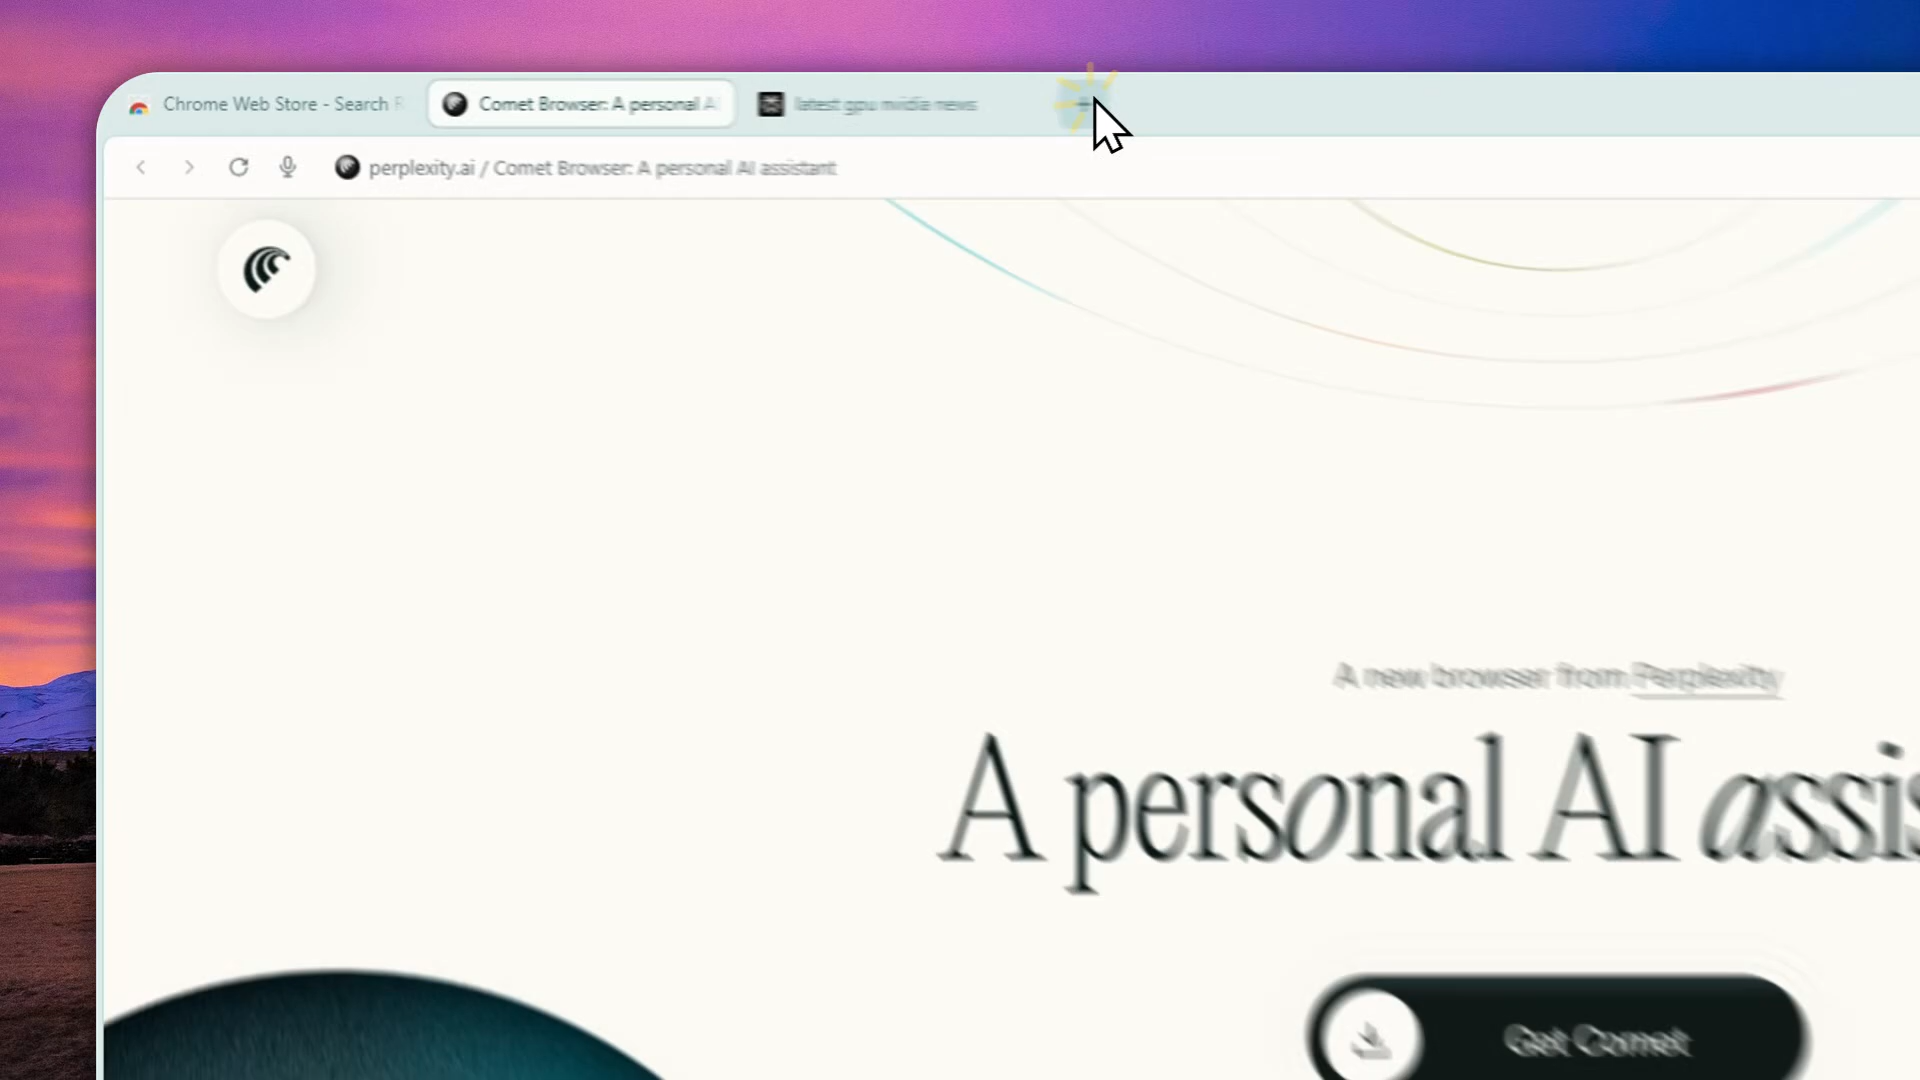 Chrome Web Store - Search
Comet Browser: A personal AI
latest gpu nvidia news
perplexity.ai / Comet Browser: A personal AI assistant
A new browser from Perplexity
A personal AI assis
Get Comet